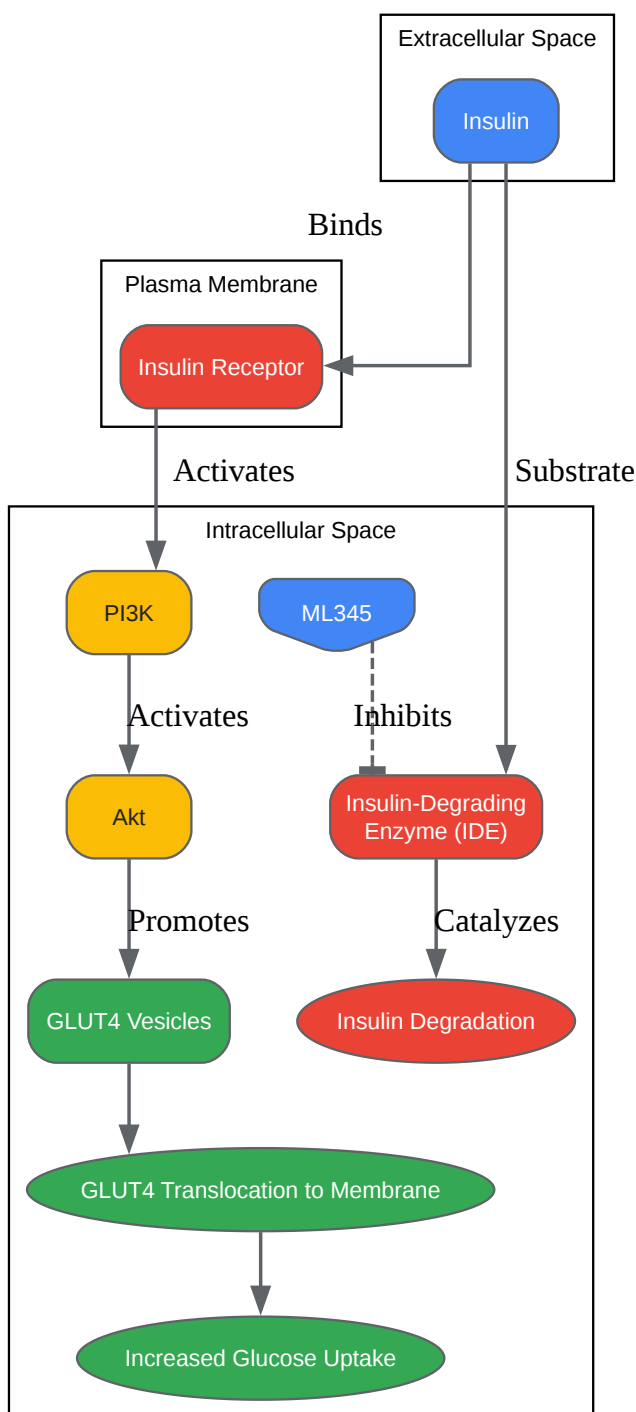 Extracellular Space
Insulin
Binds
Plasma Membrane
Insulin Receptor
Activates
Substrate
Intracellular Space
PI3K
ML345
Activates
Inhibits
Akt
Insulin-Degrading
Enzyme (IDE)
Promotes
Catalyzes
GLUT4 Vesicles
Insulin Degradation
GLUT4 Translocation to Membrane
Increased Glucose Uptake